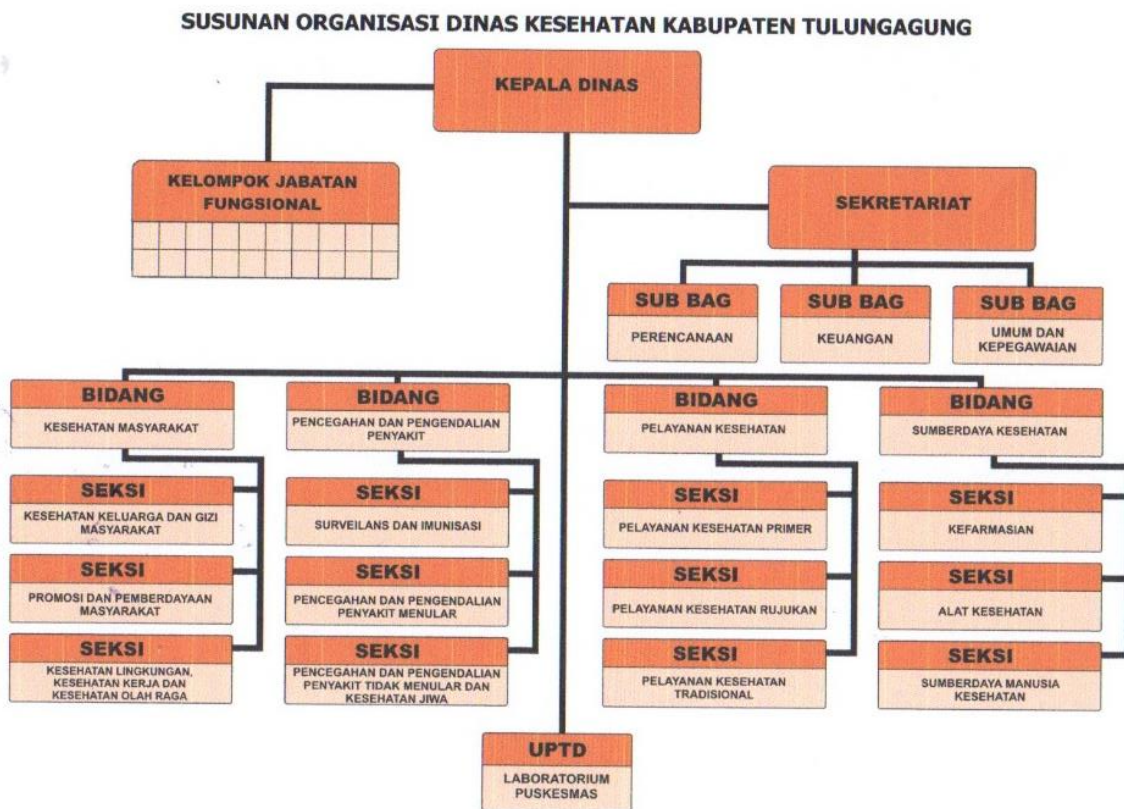 SUSUNAN ORGANISASI DINAS KESEHATAN KABUPATEN TULUNGAGUNG
KEPALA DINAS
KELOMPOK JABATAN
FUNGSIONAL
SEKRETARIAT
SUB BAG
PERENCANAAN
SUB BAG
KEUANGAN
SUB BAG
UMUM DAN
KEPEGAWAIAN
BIDANG
KESEHATAN MASYARAKAT
SEKSI
KESEHATAN KELUARGA DAN GIZI
MASYARAKAT
SEKSI
PROMOSI DAN PEMBERDAYAAN
MASYARAKAT
SEKSI
KESEHATAN LINGKUNGAN,
KESEHATAN KERJA DAN
KESEHATAN OLAH RAGA
BIDANG
PENCEGAHAN DAN PENGENDALIAN
PENYAKIT
SEKSI
SURVEILANS DAN IMUNISASI
SEKSI
PENCEGAHAN DAN PENGENDALIAN
PENYAKIT MENULAR
SEKSI
PENCEGAHAN DAN PENGENDALIAN
PENYAKIT TIDAK MENULAR DAN
KESEHATAN JIWA
BIDANG
PELAYANAN KESEHATAN
SEKSI
PELAYANAN KESEHATAN PRIMER
SEKSI
PELAYANAN KESEHATAN RUJUKAN
SEKSI
PELAYANAN KESEHATAN
TRADISIONAL
BIDANG
SUMBERDAYA KESEHATAN
SEKSI
KEFARMASIAN
SEKSI
ALAT KESEHATAN
SEKSI
SUMBERDAYA MANUSIA
KESEHATAN
UPTD
LABORATORIUM
PUSKESMAS